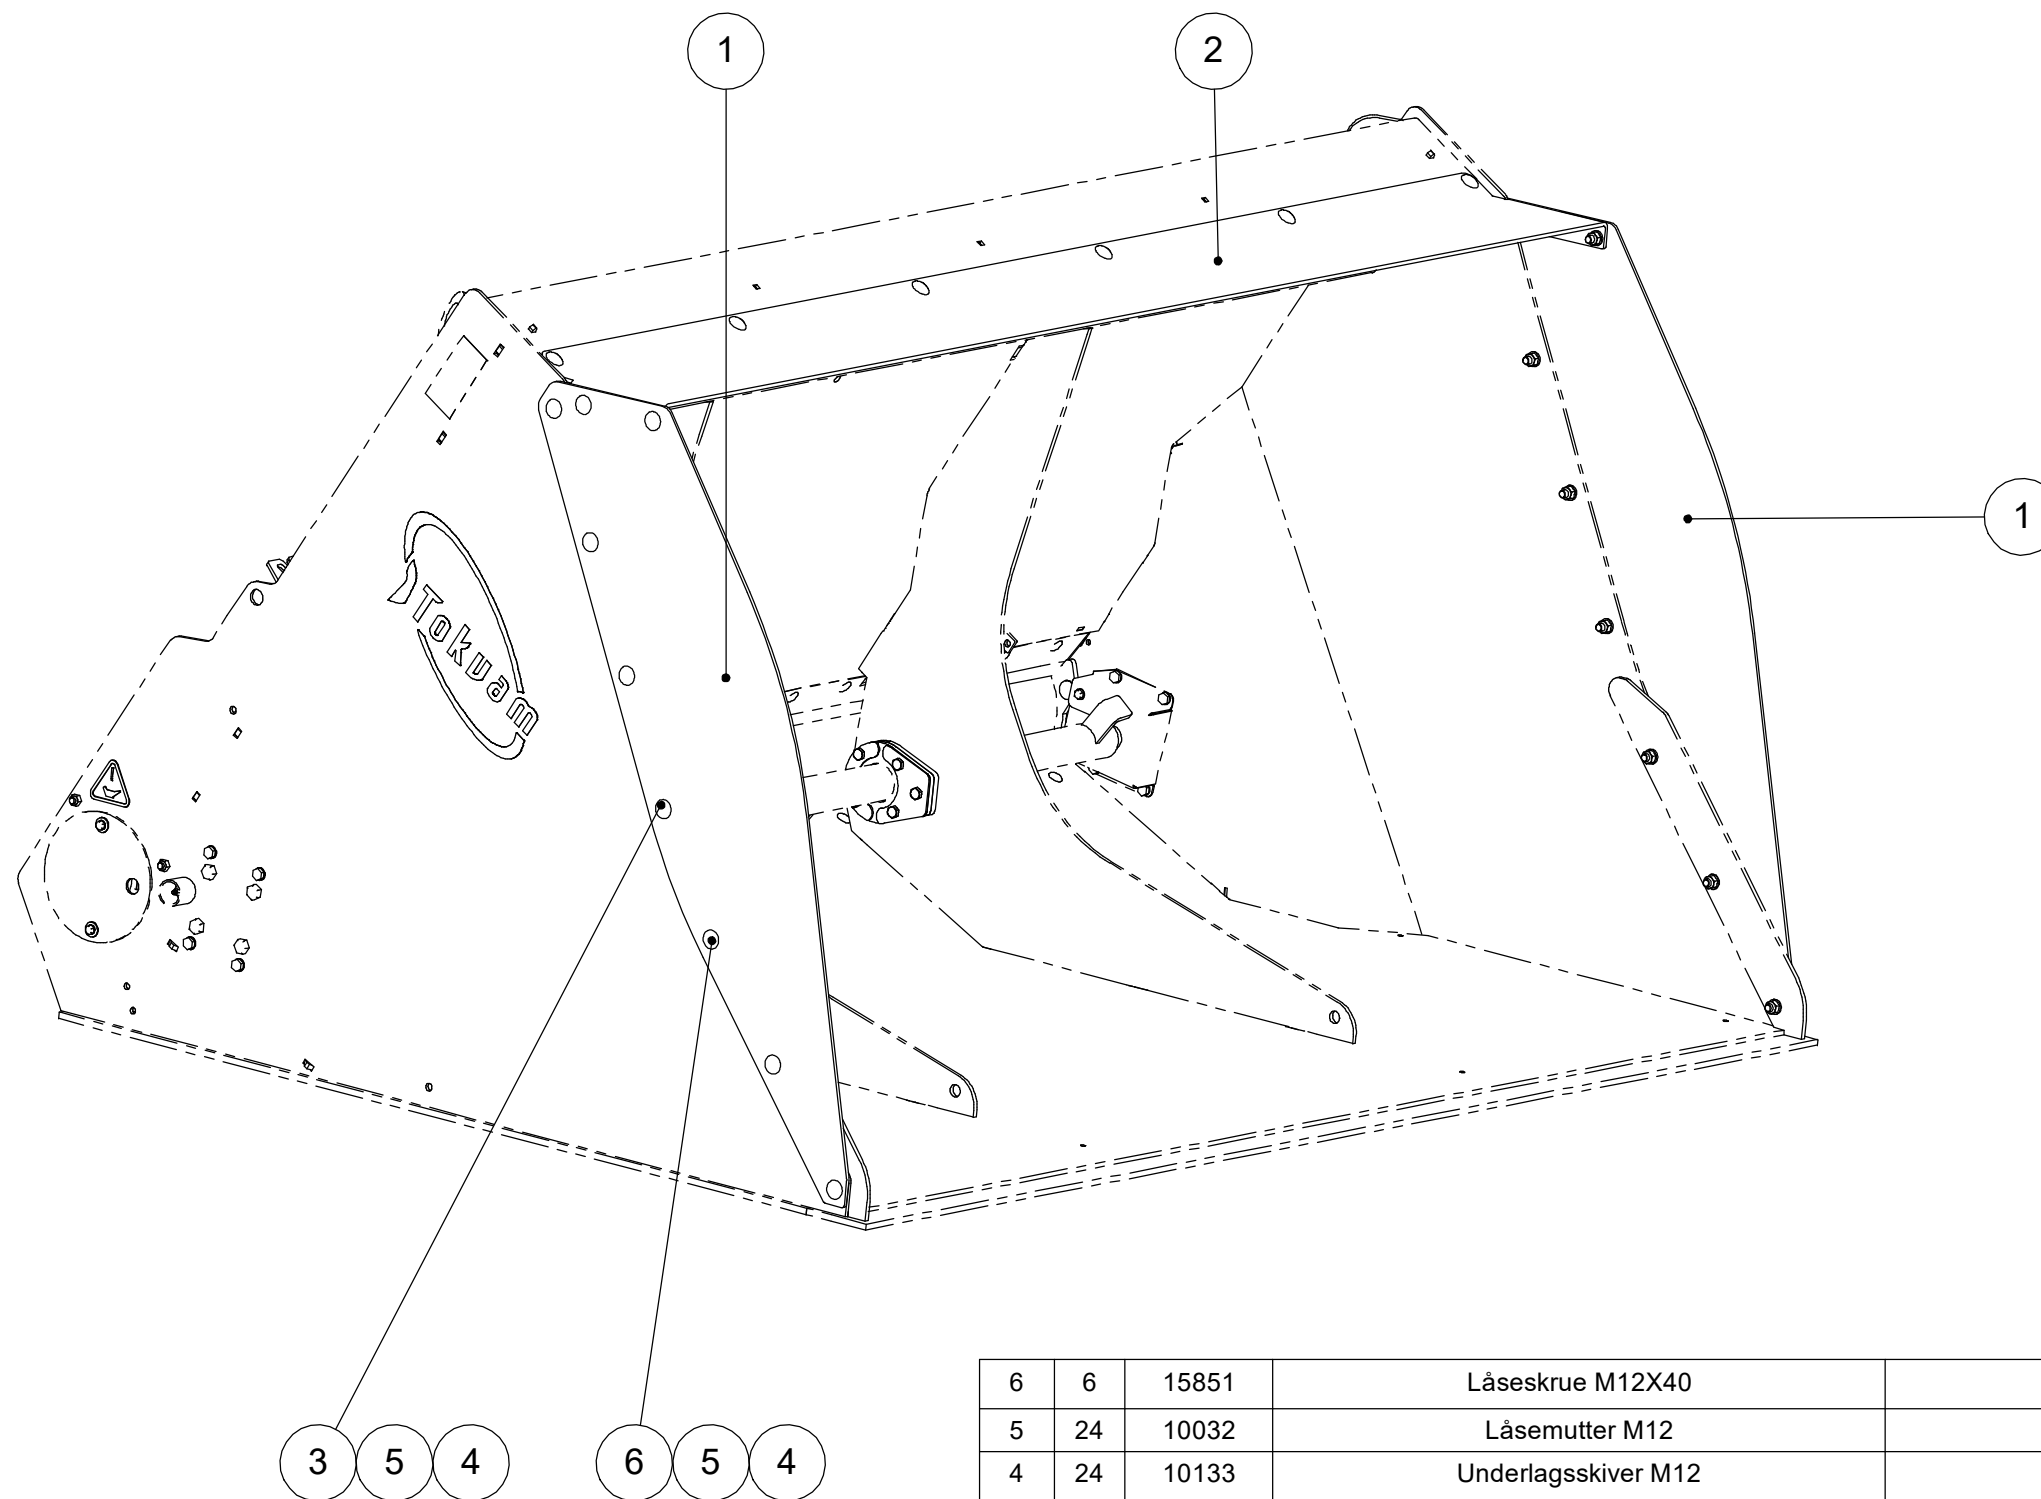 1
2
1
Tokvam
3 5 4
6 5 4
6 6 15851 Låseskrue M12X40
5 24 10032 Låsemutter M12
4 24 10133 Underlagsskiver M12